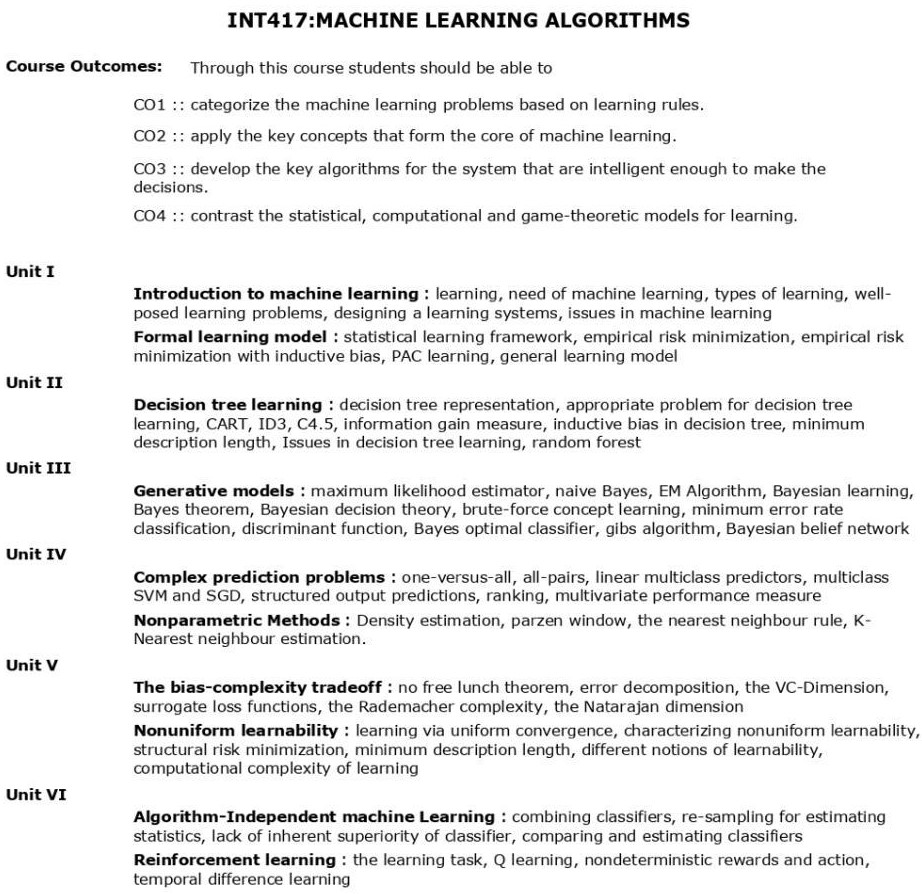 INT417:MACHINE LEARNING ALGORITHMS
Course Outcomes: Through this course students should be able to
CO1 :: categorize the machine learning problems based on learning rules.
CO2 :: apply the key concepts that form the core of machine learning.
CO3 :: develop the key algorithms for the system that are intelligent enough to make the
decisions.
CO4 :: contrast the statistical, computational and game-theoretic models for learning.
Unit I
Introduction to machine learning : learning, need of machine learning, types of learning, well-
posed learning problems, designing a learning systems, issues in machine learning
Formal learning model : statistical learning framework, empirical risk minimization, empirical risk
minimization with inductive bias, PAC learning, general learning model
Unit II
Decision tree learning : decision tree representation, appropriate problem for decision tree
learning, CART, ID3, C4.5, information gain measure, inductive bias in decision tree, minimum
description length, Issues in decision tree learning, random forest
Unit III
Generative models : maximum likelihood estimator, naive Bayes, EM Algorithm, Bayesian learning,
Bayes theorem, Bayesian decision theory, brute-force concept learning, minimum error rate
classification, discriminant function, Bayes optimal classifier, gibs algorithm, Bayesian belief network
Unit IV
Complex prediction problems : one-versus-all, all-pairs, linear multiclass predictors, multiclass
SVM and SGD, structured output predictions, ranking, multivariate performance measure
Nonparametric Methods : Density estimation, parzen window, the nearest neighbour rule, K-
Nearest neighbour estimation.
Unit V
The bias-complexity tradeoff : no free lunch theorem, error decomposition, the VC-Dimension,
surrogate loss functions, the Rademacher complexity, the Natarajan dimension
Nonuniform learnability : learning via uniform convergence, characterizing nonuniform learnability,
structural risk minimization, minimum description length, different notions of learnability,
computational complexity of learning
Unit VI
Algorithm-Independent machine Learning : combining classifiers, re-sampling for estimating
statistics, lack of inherent superiority of classifier, comparing and estimating classifiers
Reinforcement learning : the learning task, Q learning, nondeterministic rewards and action,
temporal difference learning